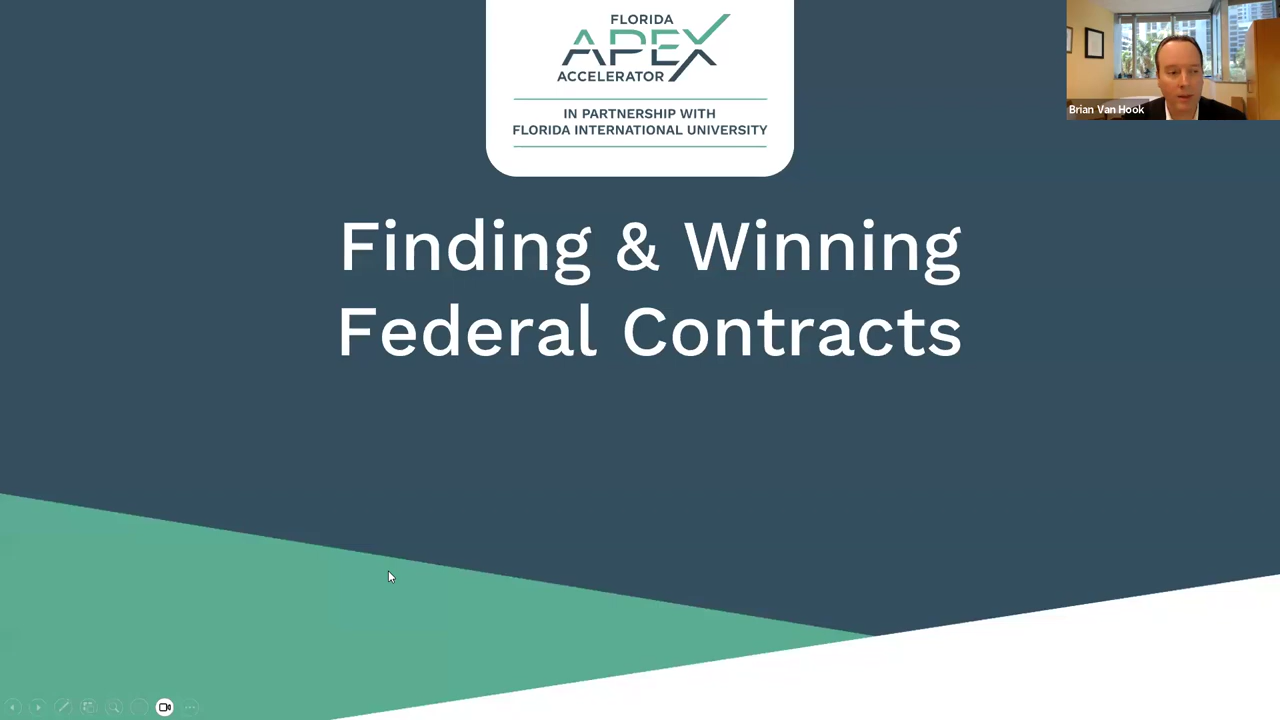 FLORIDA
APEX
ACCELERATOR
IN PARTNERSHIP WITH
FLORIDA INTERNATIONAL UNIVERSITY
Brian Van Hook
Finding & Winning
Federal Contracts